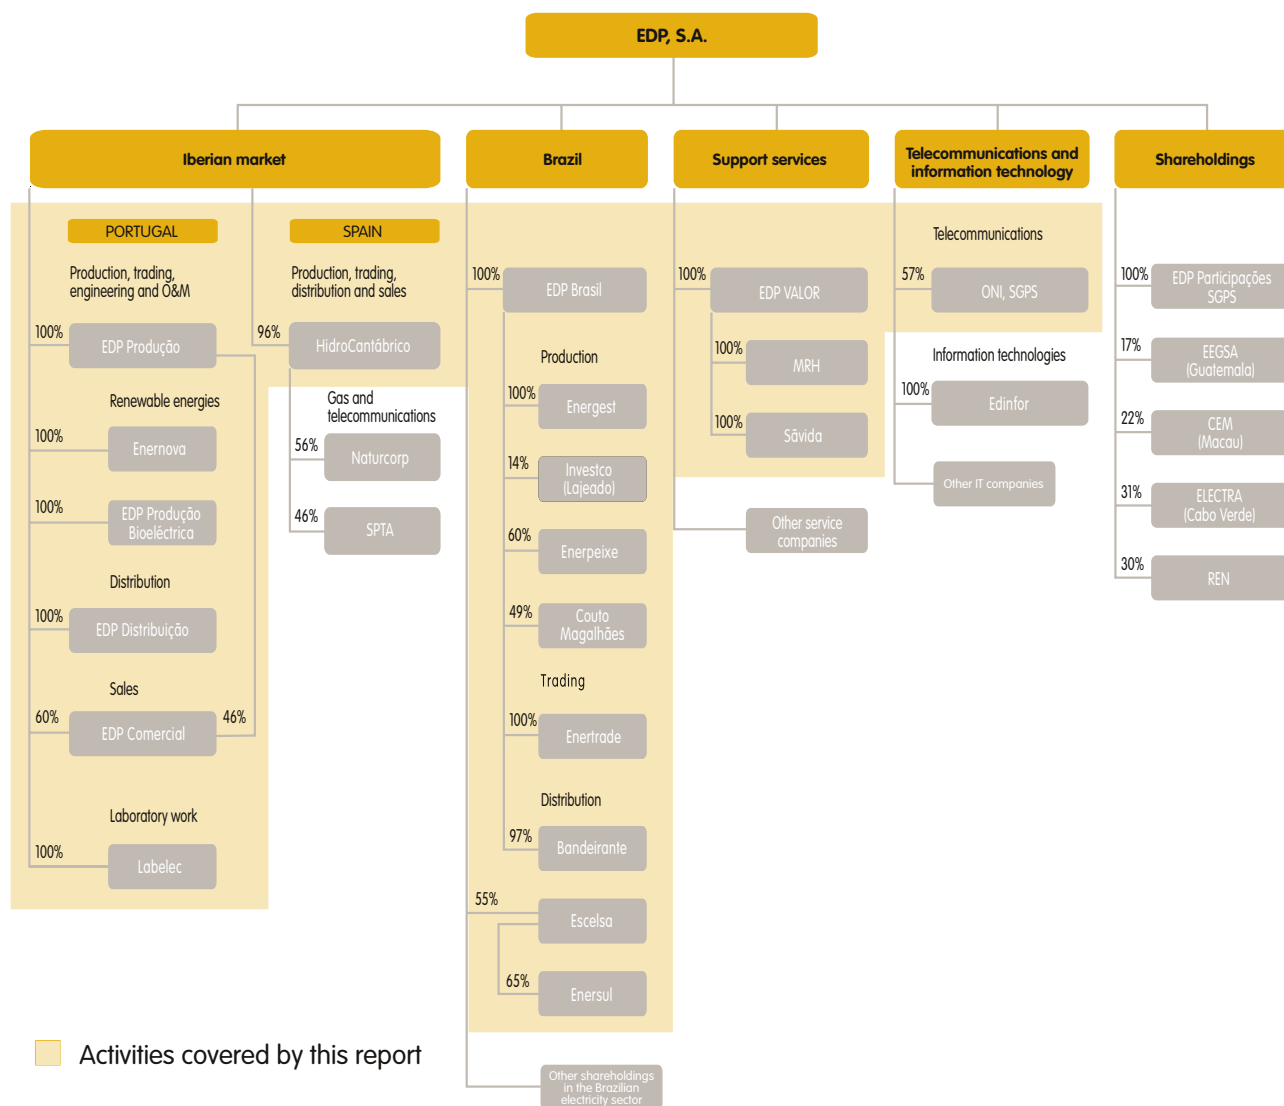 EDP, S.A.
Iberian market
Brazil
Support services
Telecommunications and
information technology
Shareholdings
PORTUGAL
Production, trading,
engineering and O&M
100%
EDP Produção
Renewable energies
100%
Enernova
100%
EDP Produção
Bioeléctrica
Distribution
100%
EDP Distribuição
Sales
60%
EDP Comercial
46%
Laboratory work
100%
Labelec
SPAIN
Production, trading,
distribution and sales
96%
HidroCantábrico
Gas and
telecommunications
56%
Naturcorp
46%
SPTA
100%
EDP Brasil
Production
100%
Energest
14%
Investco
(Lajeado)
60%
Enerpeixe
49%
Couto
Magalhães
Trading
100%
Enertrade
Distribution
97%
Bandeirante
55%
Escelsa
65%
Enersul
Other shareholdings
in the Brazilian
electricity sector
100%
EDP VALOR
100%
MRH
100%
Sãvida
Other service
companies
Telecommunications
57%
ONI, SGPS
Information technologies
100%
Edinfor
Other IT companies
100%
EDP Participações
SGPS
17%
EEGSA
(Guatemala)
22%
CEM
(Macau)
31%
ELECTRA
(Cabo Verde)
30%
REN
Activities covered by this report